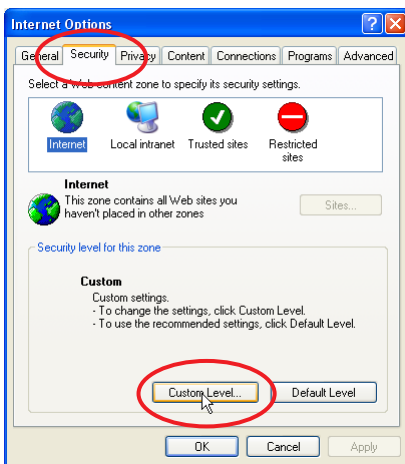 Internet Options
General Security Privacy Content Connections Programs Advanced
Select a Web content zone to specify its security settings.
Internet Local intranet Trusted sites Restricted sites
Internet
This zone contains all Web sites you haven't placed in other zones
Sites...
Security level for this zone
Custom
Custom settings.
- To change the settings, click Custom Level.
- To use the recommended settings, click Default Level.
Custom Level... Default Level
OK Cancel Apply